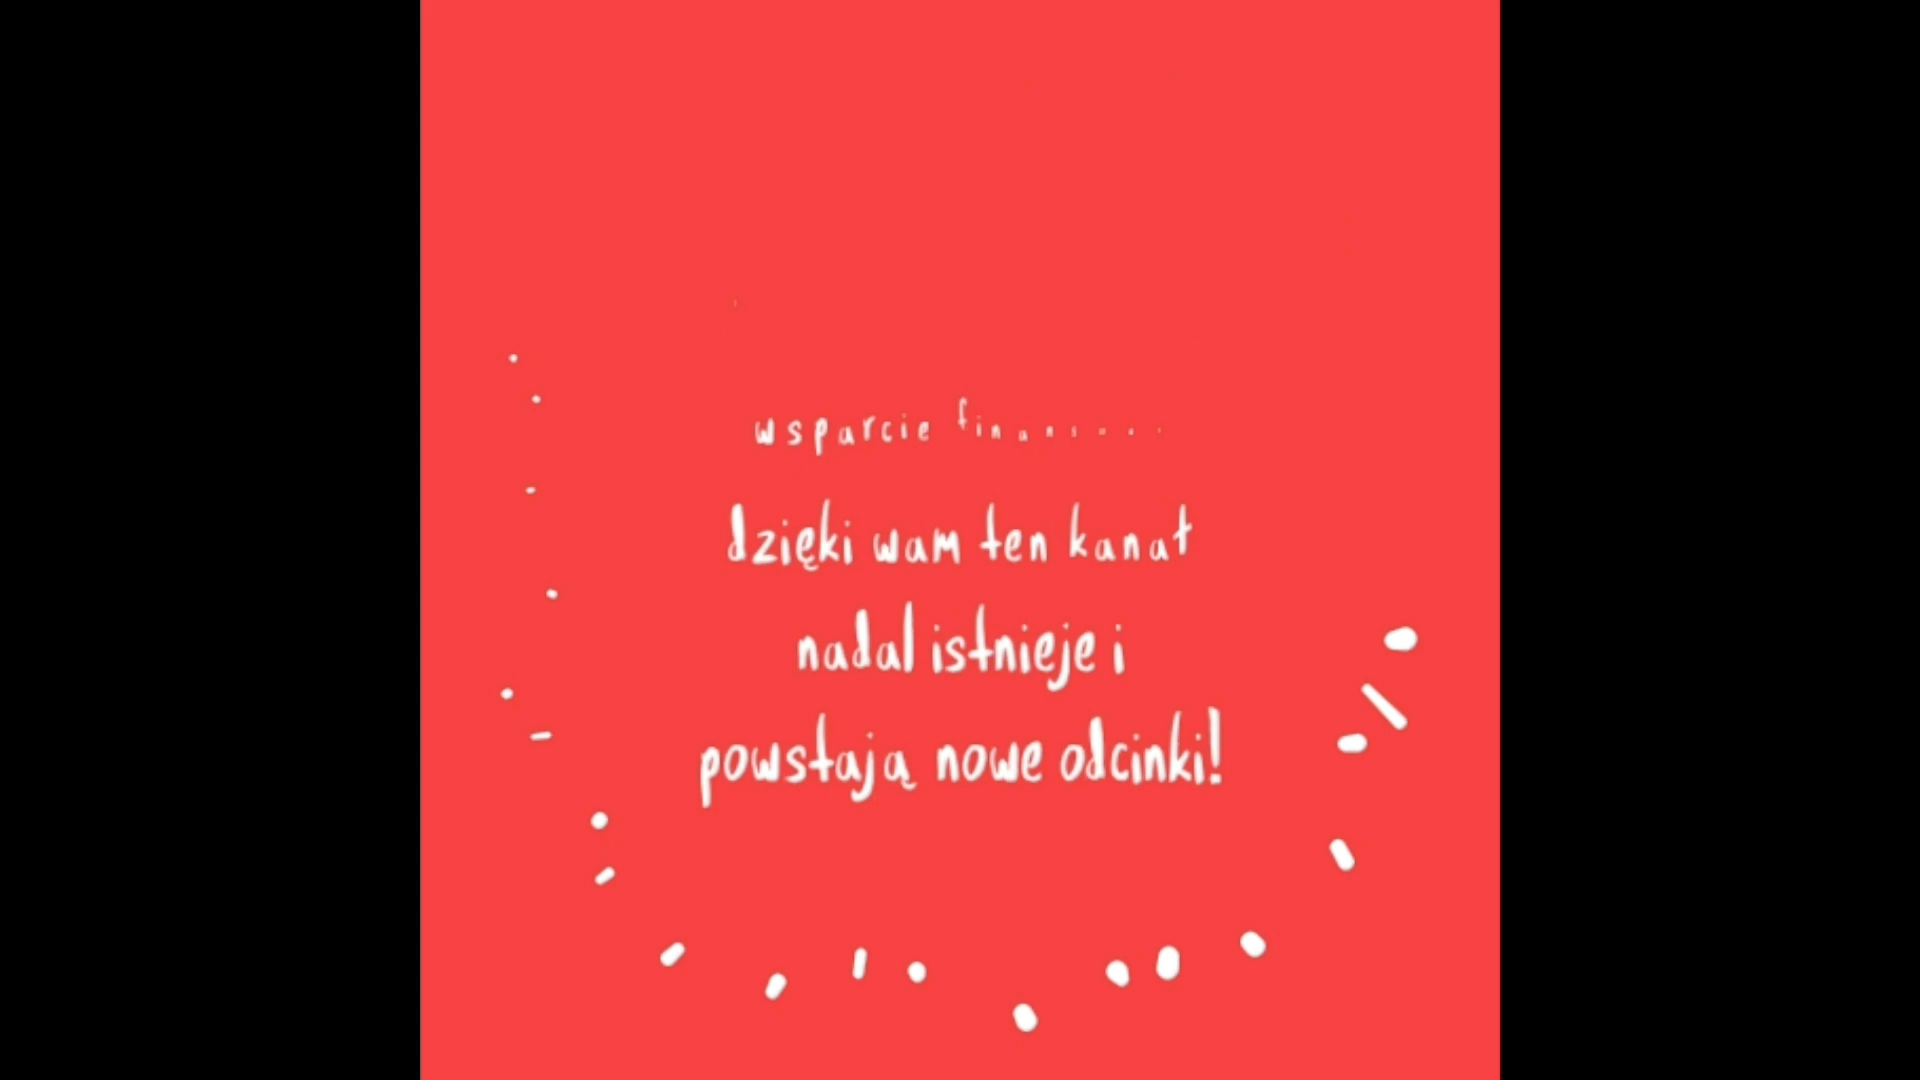 wsparcie
dzięki wam ten kanał
nadal istnieje i
powstają nowe odcinki!